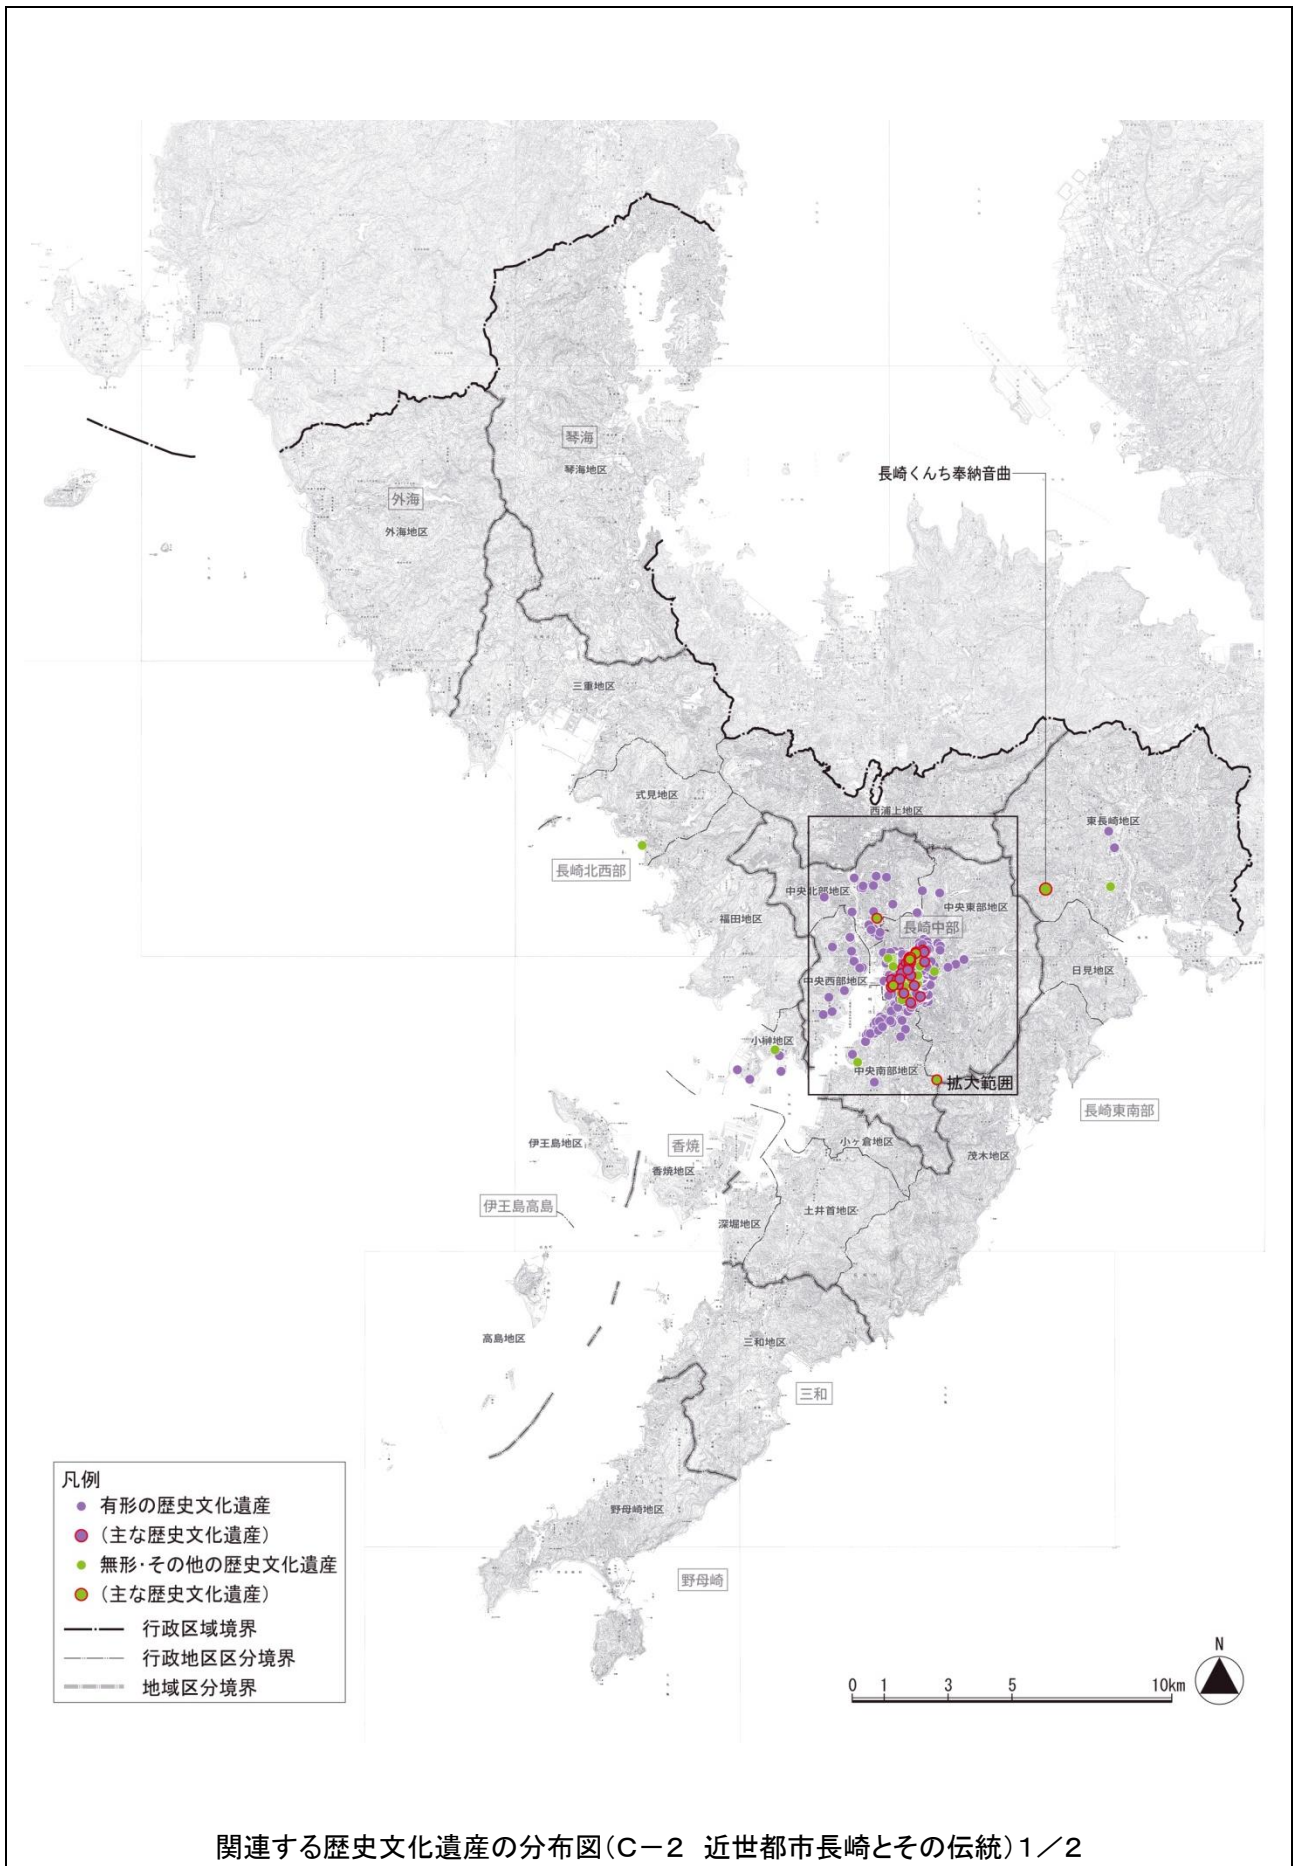 琴海
琴海地区
長崎くんち奉納音曲
外海
外海地区
三重地区
式見地区
西浦上地区
東長崎地区
長崎北西部
中央北部地区
中央東部地区
福田地区
長崎中部
日見地区
中央西部地区
小榊地区
中央南部地区
拡大範囲
長崎東南部
伊王島地区
香焼
小ヶ倉地区
茂木地区
香焼地区
伊王島高島
深堀地区
土井首地区
高島地区
三和地区
三和
凡例
有形の歴史文化遺産
(主な歴史文化遺産)
無形・その他の歴史文化遺産
(主な歴史文化遺産)
行政区域境界
行政地区区分境界
地域区分境界
野母崎地区
野母崎
N
0 1 3 5 10km
関連する歴史文化遺産の分布図(C-2 近世都市長崎とその伝統)1/2